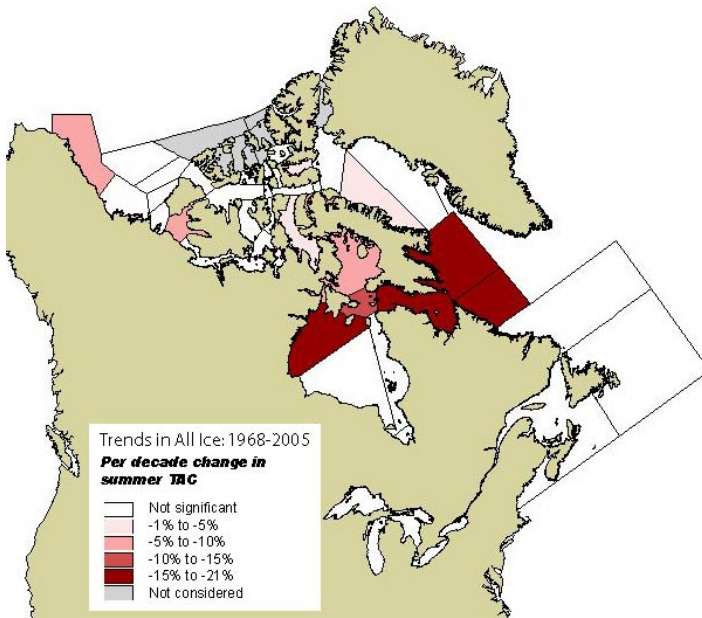 Trends in All Ice: 1968-2005
Per decade change in
summer TAC
Not significant
-1% to -5%
-5% to -10%
-10% to -15%
-15% to -21%
Not considered